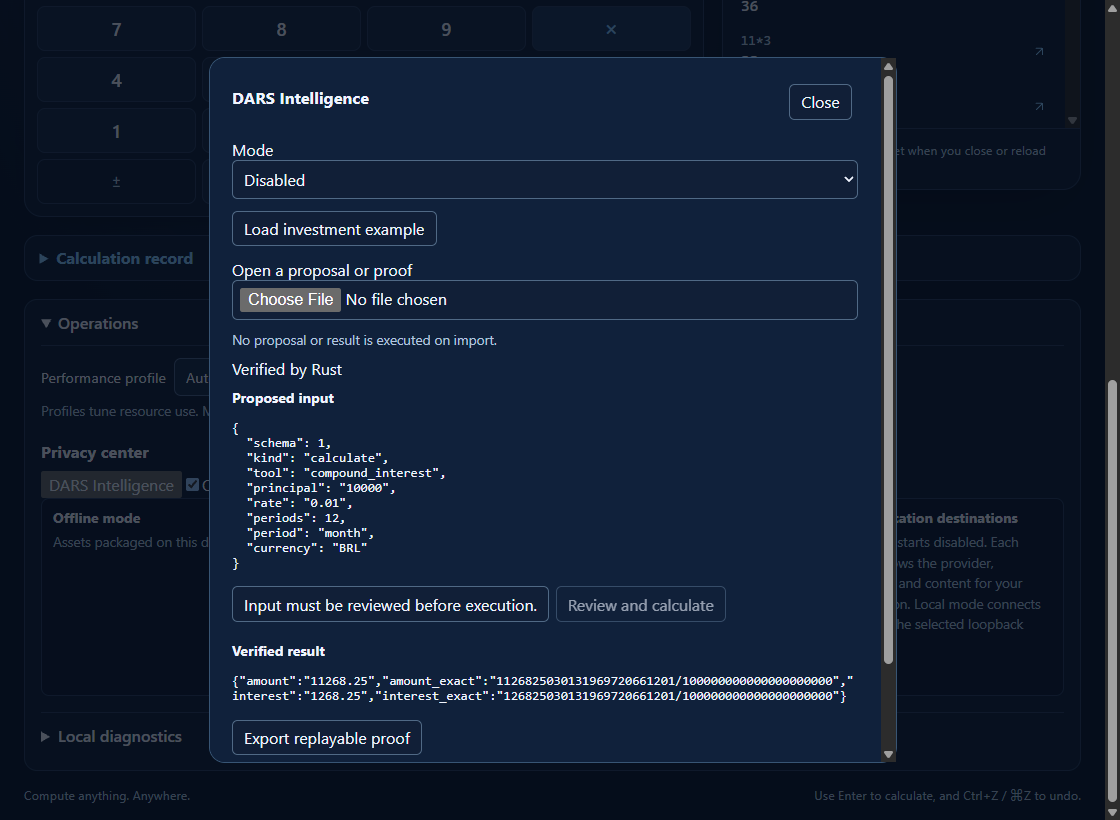 7
8
9
×
36
11*3
4
1
±
DARS Intelligence
Close
Mode
Disabled
Load investment example
Open a proposal or proof
Choose File No file chosen
No proposal or result is executed on import.
Verified by Rust
Proposed input
{
"schema": 1,
"kind": "calculate",
"tool": "compound_interest",
"principal": "10000",
"rate": "0.01",
"periods": 12,
"period": "month",
"currency": "BRL"
}
Input must be reviewed before execution.
Review and calculate
Verified result
{"amount":"11268.25","amount_exact":"11268250301319697206612​01/100000000000000000000","
interest":"1268.25","interest_exact":"126825030131969720661201/100000000000000000000"}
Export replayable proof
et when you close or reload
Calculation record
Operations
Performance profile
Aut
Profiles tune resource use. M
Privacy center
DARS Intelligence
Offline mode
Assets packaged on this d
cation destinations
starts disabled. Each
ws the provider,
and content for your
on. Local mode connects
he selected loopback
Local diagnostics
Compute anything. Anywhere.
Use Enter to calculate, and Ctrl+Z / ⌘Z to undo.